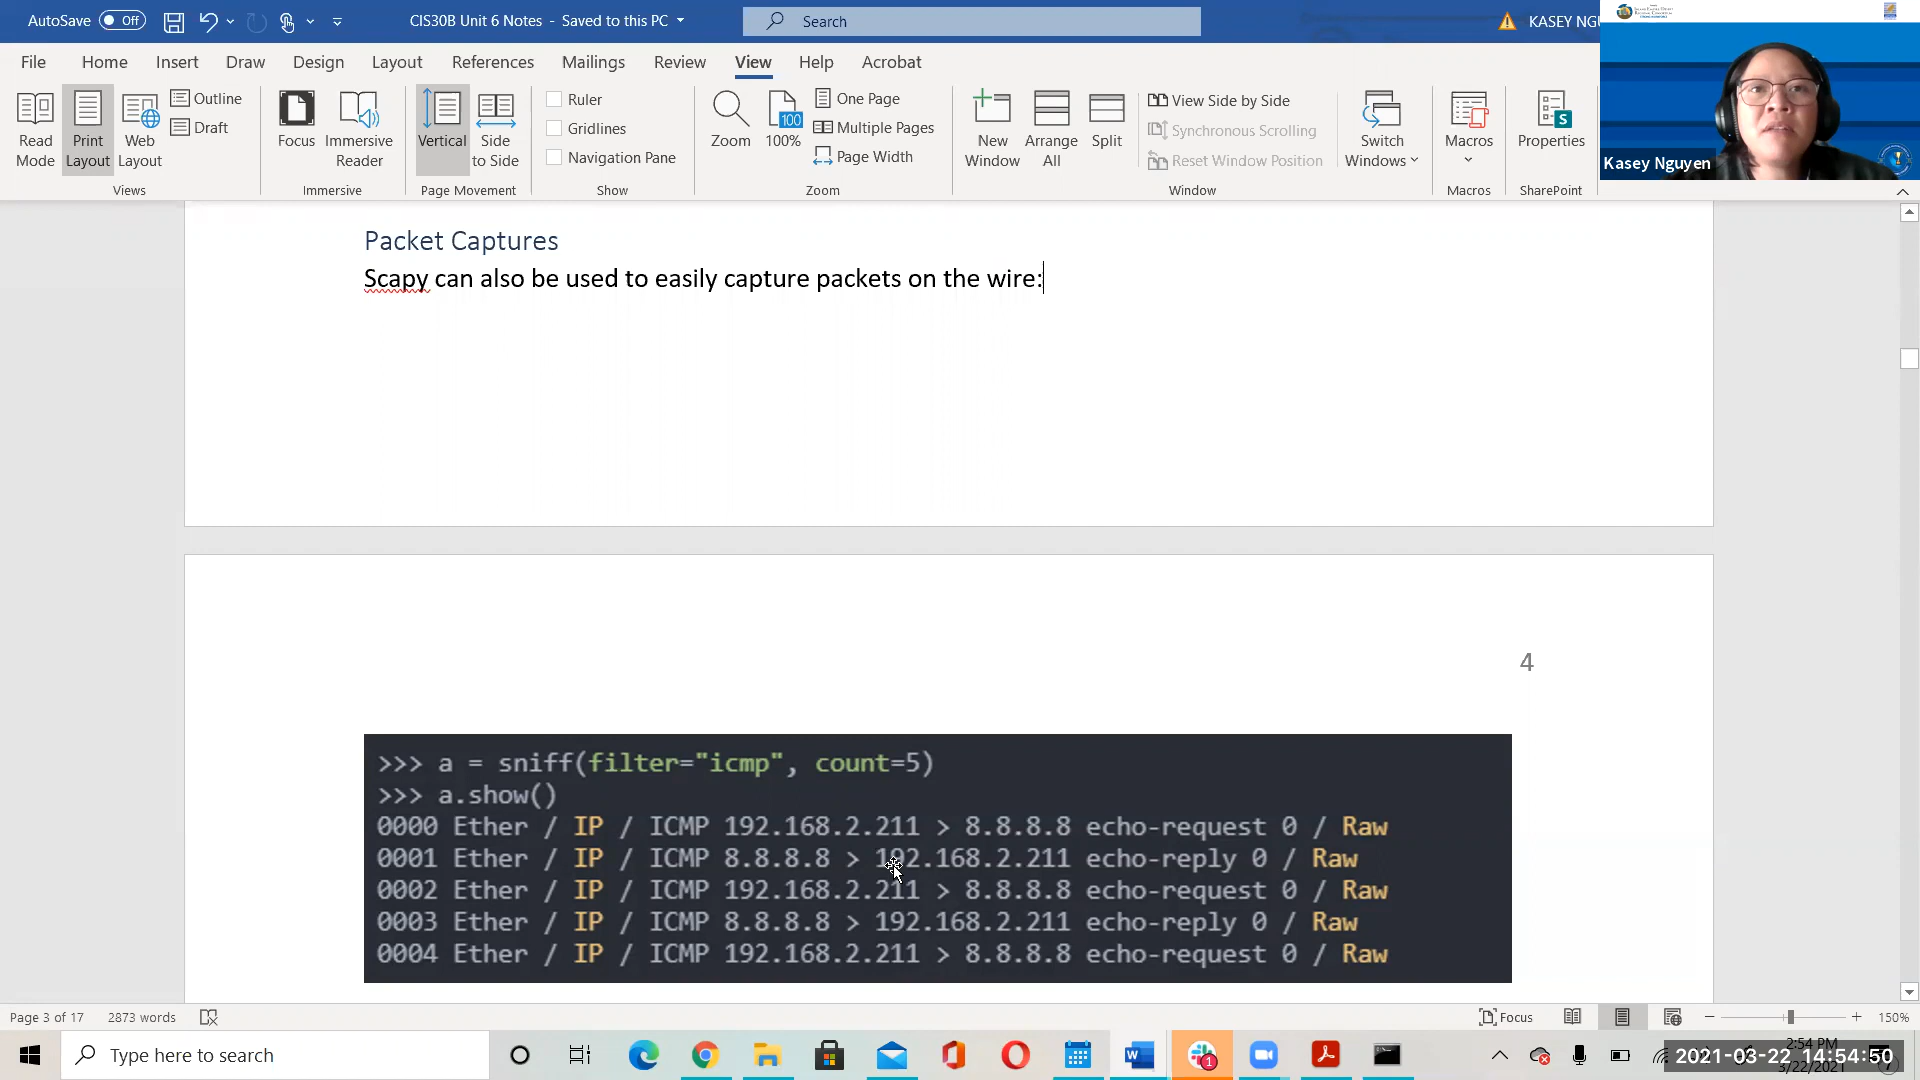 AutoSave Off CIS30B Unit 6 Notes - Saved to this PC Search KASEY NGU
File Home Insert Draw Design Layout References Mailings Review View Help Acrobat
Read Mode Print Layout Web Layout Outline Draft Focus Immersive Reader Vertical Side to Side Ruler Gridlines Navigation Pane Zoom 100 100% One Page Multiple Pages Page Width New Window Arrange All Split View Side by Side Synchronous Scrolling Reset Window Position Switch Windows Macros Properties
Views Immersive Page Movement Show Zoom Window Macros SharePoint
Kasey Nguyen
Packet Captures
Scapy can also be used to easily capture packets on the wire:
4
>>> a = sniff(filter="icmp", count=5)
>>> a.show()
0000 Ether / IP / ICMP 192.168.2.211 > 8.8.8.8 echo-request 0 / Raw
0001 Ether / IP / ICMP 8.8.8.8 > 192.168.2.211 echo-reply 0 / Raw
0002 Ether / IP / ICMP 192.168.2.211 > 8.8.8.8 echo-request 0 / Raw
0003 Ether / IP / ICMP 8.8.8.8 > 192.168.2.211 echo-reply 0 / Raw
0004 Ether / IP / ICMP 192.168.2.211 > 8.8.8.8 echo-request 0 / Raw
Page 3 of 17 2873 words Focus 150%
Type here to search 2:54 PM
2021-03-22 14:54:50
3/22/2021